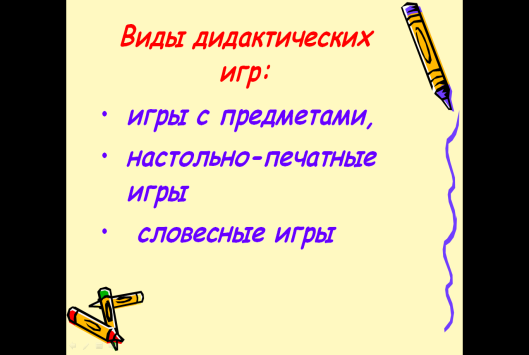 Виды дидактических
игр:
• игры с предметами,
• настольно-печатные
игры
• словесные игры